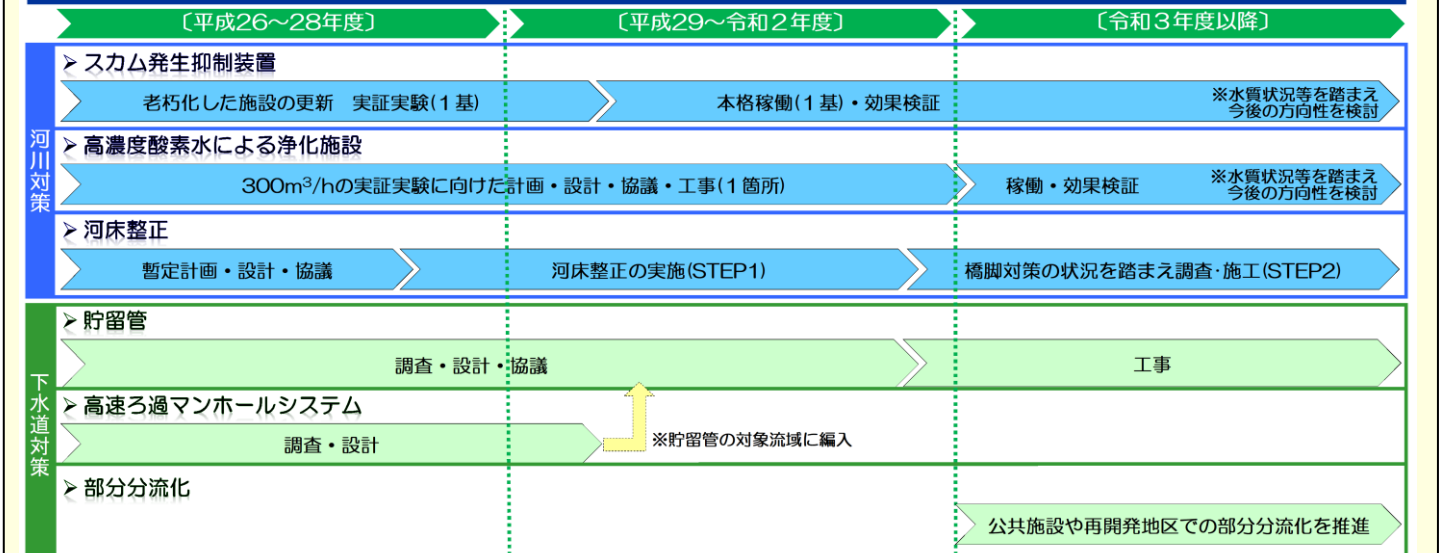 〔平成26～28年度〕
〔平成29～令和２年度〕
〔令和３年度以降〕
河川対策
➢ スカム発生抑制装置
老朽化した施設の更新　実証実験(１基)
本格稼働(１基)・効果検証
※水質状況等を踏まえ
今後の方向性を検討
➢ 高濃度酸素水による浄化施設
300m³/hの実証実験に向けた計画・設計・協議・工事(１箇所)
稼働・効果検証
※水質状況等を踏まえ
今後の方向性を検討
➢ 河床整正
暫定計画・設計・協議
河床整正の実施(STEP1)
橋脚対策の状況を踏まえ調査・施工(STEP2)
下水道対策
➢ 貯留管
調査・設計・協議
工事
➢ 高速ろ過マンホールシステム
調査・設計
※貯留管の対象流域に編入
➢ 部分分流化
公共施設や再開発地区での部分分流化を推進